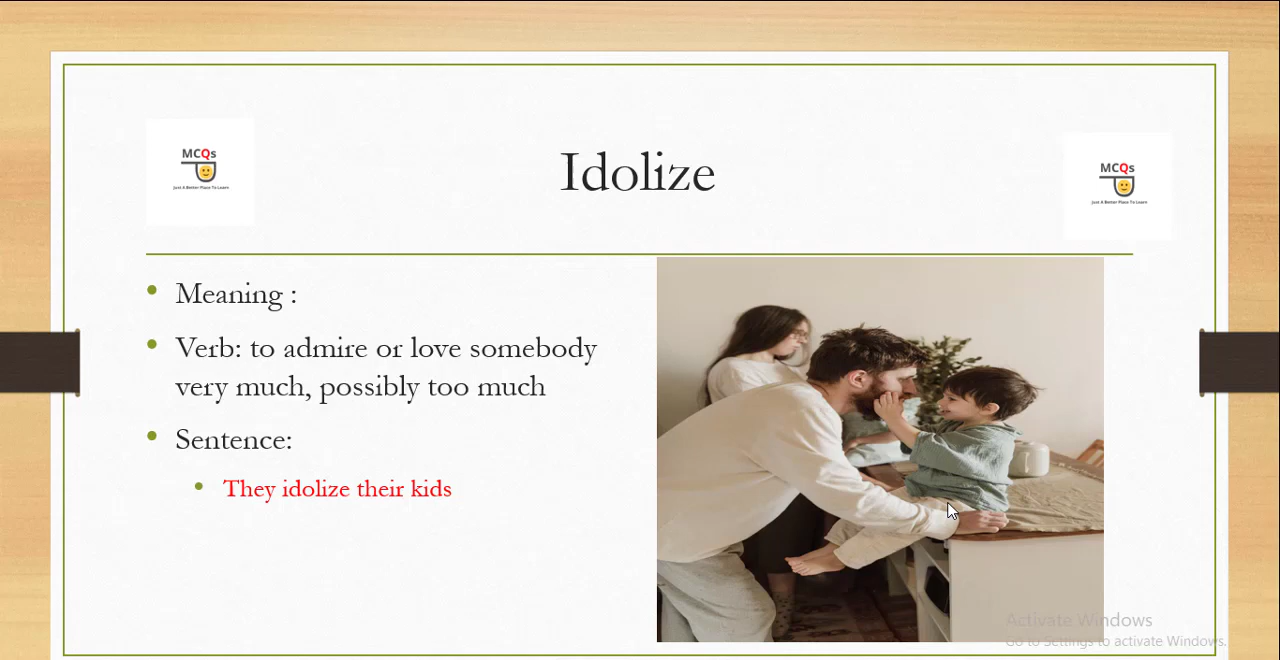 MCQs
Just A Better Place To Learn
Idolize
MCQs
Just A Better Place To Learn
Meaning :
Verb: to admire or love somebody
very much, possibly too much
Sentence:
They idolize their kids
Activate Windows
Go to Settings to activate Windows.